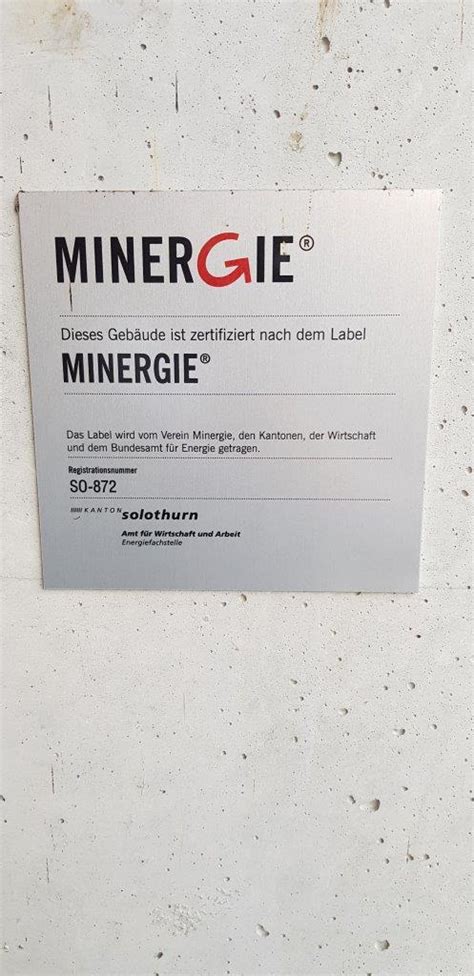 MINERGIE®
Dieses Gebäude ist zertifiziert nach dem Label
MINERGIE®
Das Label wird vom Verein Minergie, den Kantonen, der Wirtschaft
und dem Bundesamt für Energie getragen.
Registrationsnummer
SO-872
KANTON solothurn
Amt für Wirtschaft und Arbeit
Energiefachstelle